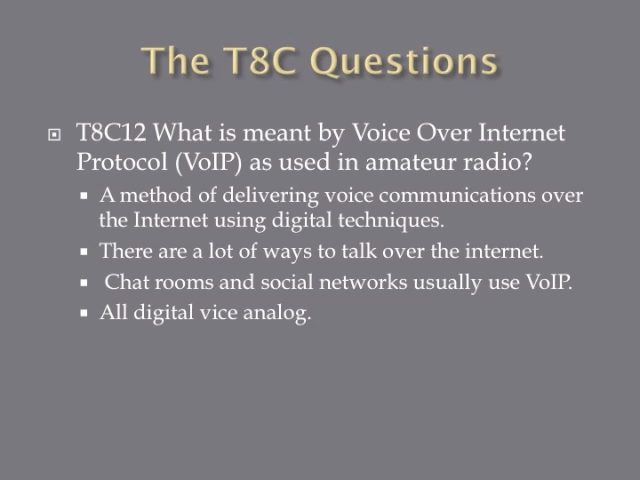 The T8C Questions
T8C12 What is meant by Voice Over Internet
Protocol (VoIP) as used in amateur radio?
A method of delivering voice communications over
the Internet using digital techniques.
There are a lot of ways to talk over the internet.
Chat rooms and social networks usually use VoIP.
All digital vice analog.